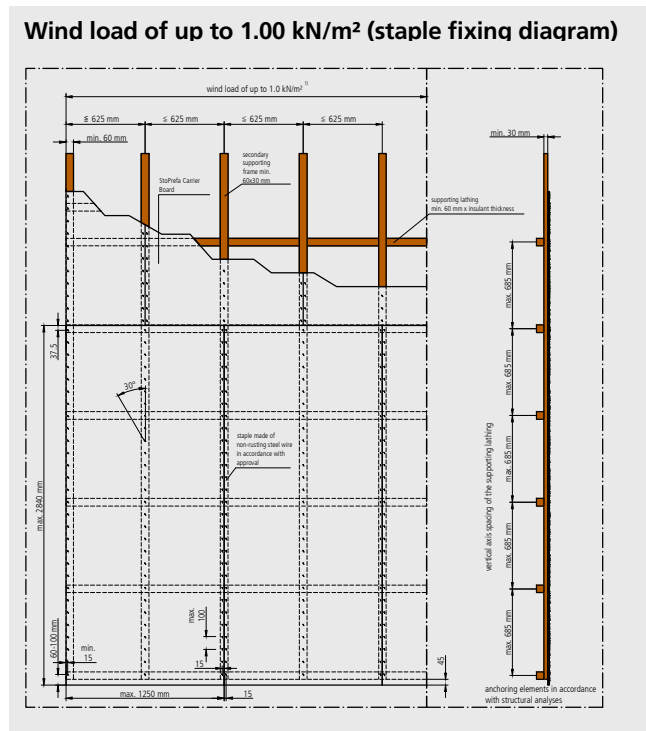 Wind load of up to 1.00 kN/m² (staple fixing diagram)
wind load of up to 1.0 kN/m² ¹⁾
≦ 625 mm
≤ 625 mm
≤ 625 mm
≤ 625 mm
min. 60 mm
min. 30 mm
StoPrefa Carrier
Board
secondary
supporting
frame min.
60x30 mm
supporting lathing
min. 60 mm x insulant thickness
max. 685 mm
37.5
30°
max. 685 mm
staple made of
non-rusting steel wire
in accordance with
approval
max. 685 mm
max. 2840 mm
vertical axis spacing of the supporting lathing
max. 685 mm
max.
100
max. 685 mm
60-100 mm
min.
15
15
45
max. 1250 mm
15
anchoring elements in accordance
with structural analyses